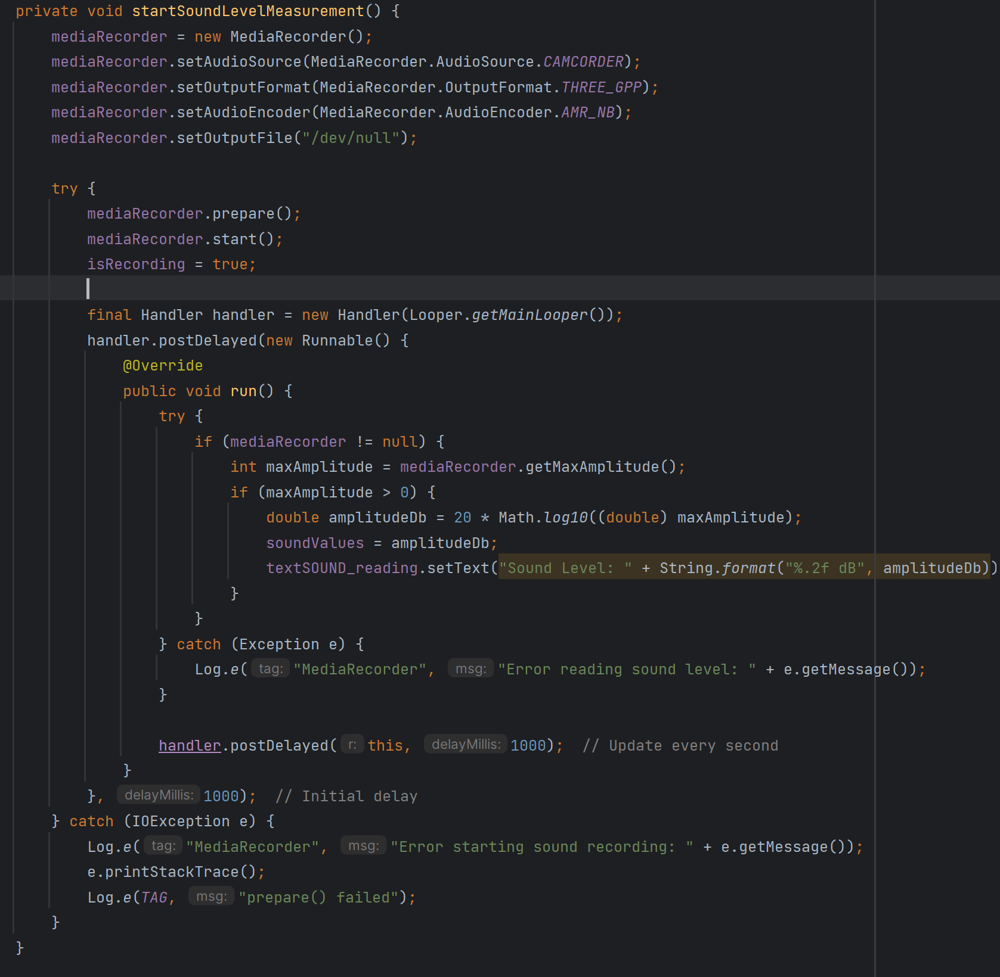 private void startSoundLevelMeasurement() {
mediaRecorder = new MediaRecorder();
mediaRecorder.setAudioSource(MediaRecorder.AudioSource.CAMCORDER);
mediaRecorder.setOutputFormat(MediaRecorder.OutputFormat.THREE_GPP);
mediaRecorder.setAudioEncoder(MediaRecorder.AudioEncoder.AMR_NB);
mediaRecorder.setOutputFile("/dev/null");
try {
mediaRecorder.prepare();
mediaRecorder.start();
isRecording = true;
final Handler handler = new Handler(Looper.getMainLooper());
handler.postDelayed(new Runnable() {
@Override
public void run() {
try {
if (mediaRecorder != null) {
int maxAmplitude = mediaRecorder.getMaxAmplitude();
if (maxAmplitude > 0) {
double amplitudeDb = 20 * Math.log10((double) maxAmplitude);
soundValues = amplitudeDb;
textSOUND_reading.setText("Sound Level: " + String.format("%.2f dB", amplitudeDb))
}
}
} catch (Exception e) {
Log.e( tag: "MediaRecorder", msg: "Error reading sound level: " + e.getMessage());
}
handler.postDelayed( r: this, delayMillis: 1000); // Update every second
}
}, delayMillis: 1000); // Initial delay
} catch (IOException e) {
Log.e( tag: "MediaRecorder", msg: "Error starting sound recording: " + e.getMessage());
e.printStackTrace();
Log.e(TAG, msg: "prepare() failed");
}
}